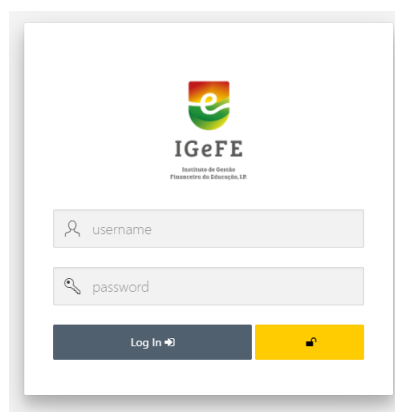 e
IGeFE
Instituto de Gestão
Financeira da Educação, I.P.
username
password
Log In